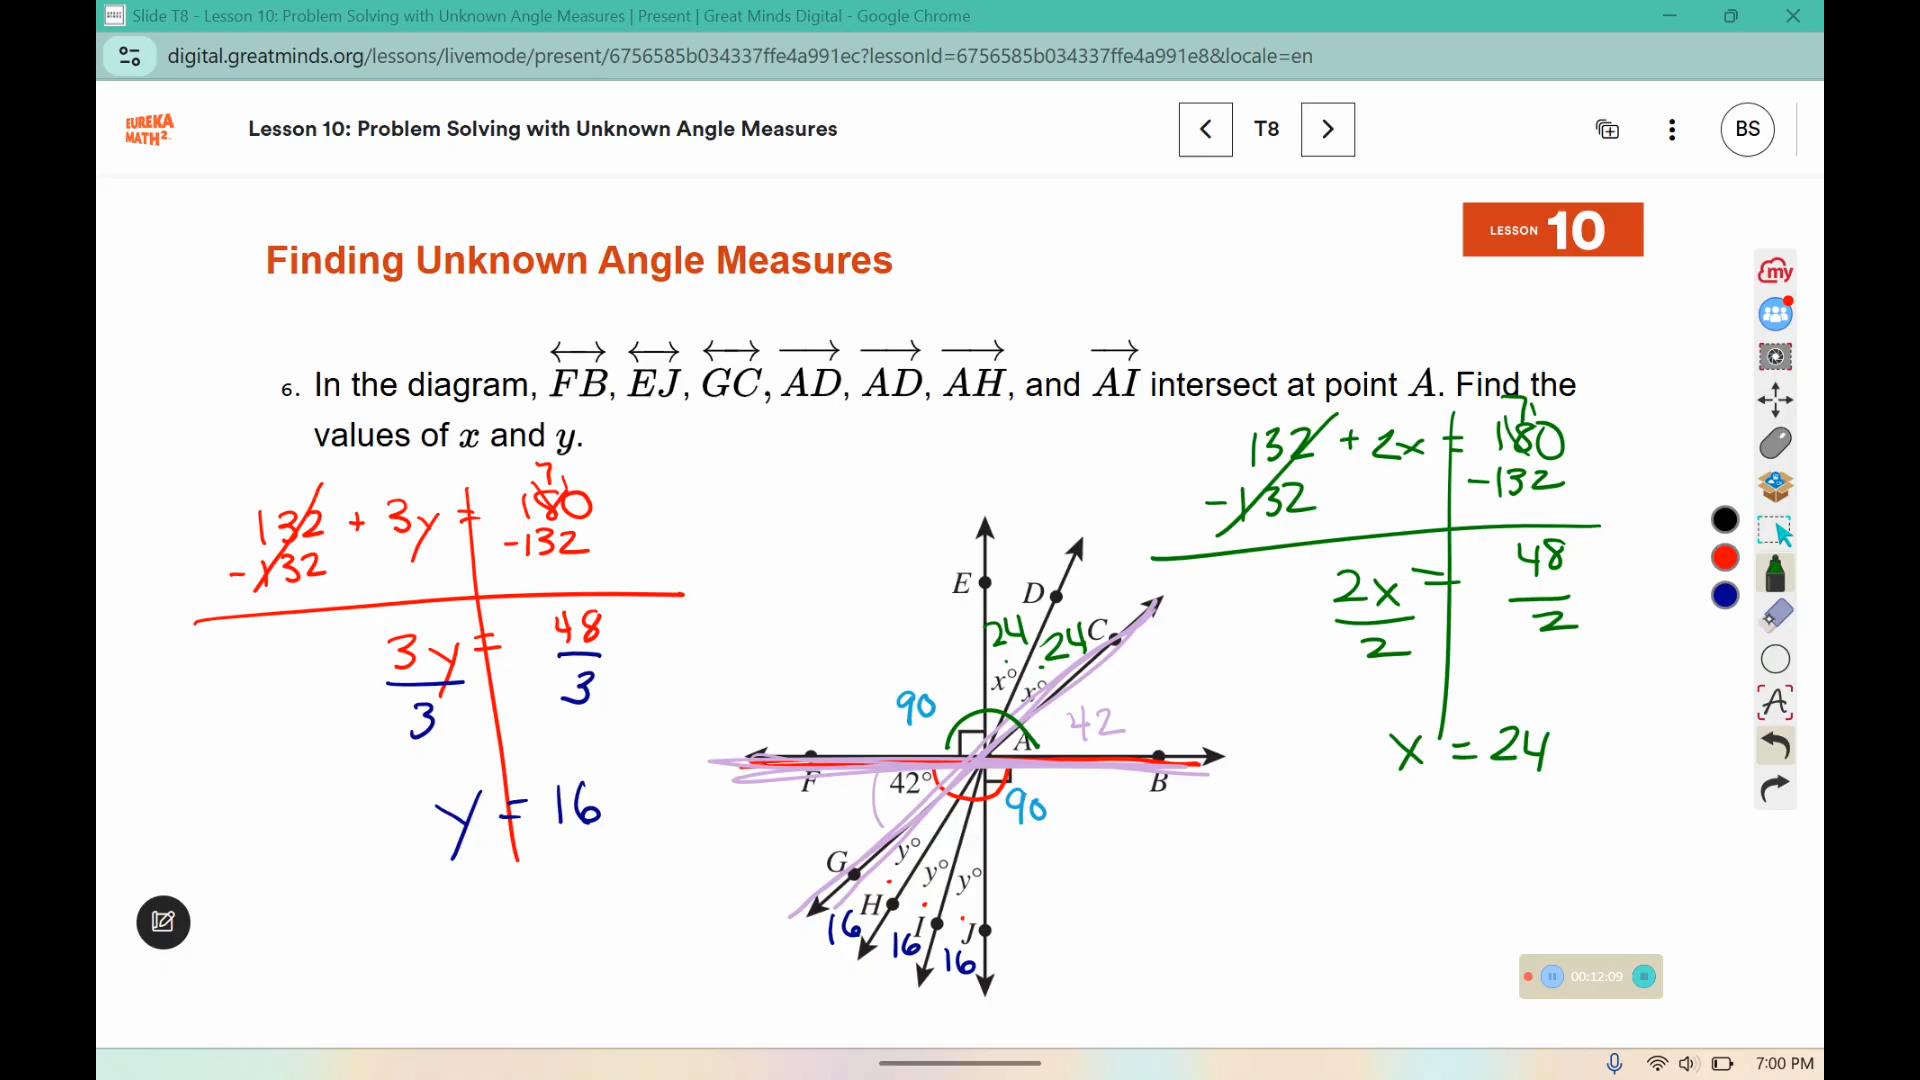 Slide T8 - Lesson 10: Problem Solving with Unknown Angle Measures | Present | Great Minds Digital - Google Chrome
digital.greatminds.org/lessons/livemode/present/6756585b034337ffe4a991ec?lessonId=6756585b034337ffe4a991e8&locale=en
EUREKA
MATH²
Lesson 10: Problem Solving with Unknown Angle Measures
T8
BS
LESSON 10
Finding Unknown Angle Measures
6. In the diagram, FB, EJ, GC, AD, AD, AH, and AI intersect at point A. Find the
values of x and y.
132 + 3y = 180
7 1
-132 -132
3y = 48
3 3
y = 16
132 + 2x = 180
7 1
-132 -132
2x = 48
2 2
x = 24
E D
24 24 C
x° x°
90 42
A
F 42° B
90
G y° y° y°
H I J
16 16 16
my
A
00:12:09
7:00 PM